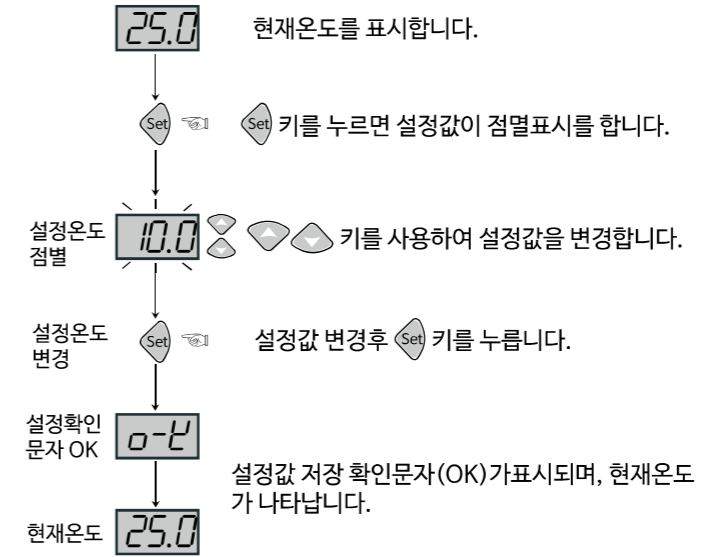 25.0 현재온도를 표시합니다.
Set Set 키를 누르면 설정값이 점멸표시를 합니다.
설정온도
점별
10.0 키를 사용하여 설정값을 변경합니다.
설정온도
변경
Set 설정값 변경후 Set 키를 누릅니다.
설정확인
문자 OK
o-k
설정값 저장 확인문자(OK)가표시되며, 현재온도
가 나타납니다.
현재온도 25.0